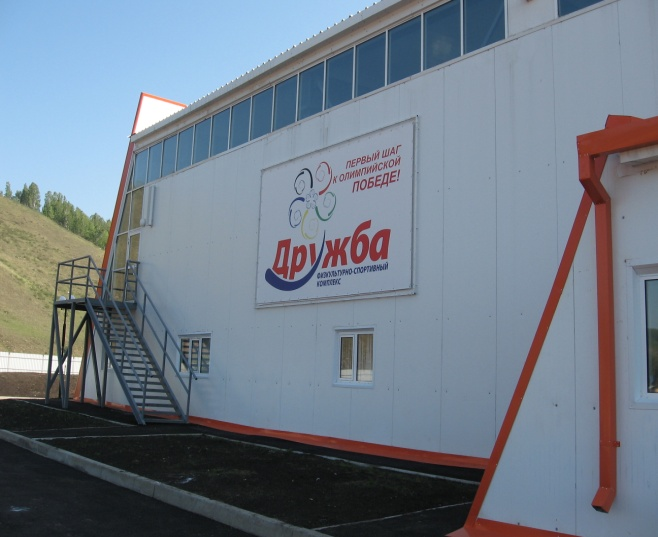 ПЕРВЫЙ ШАГ
К ОЛИМПИЙСКОЙ
ПОБЕДЕ!
Дружба
ФИЗКУЛЬТУРНО-СПОРТИВНЫЙ
КОМПЛЕКС